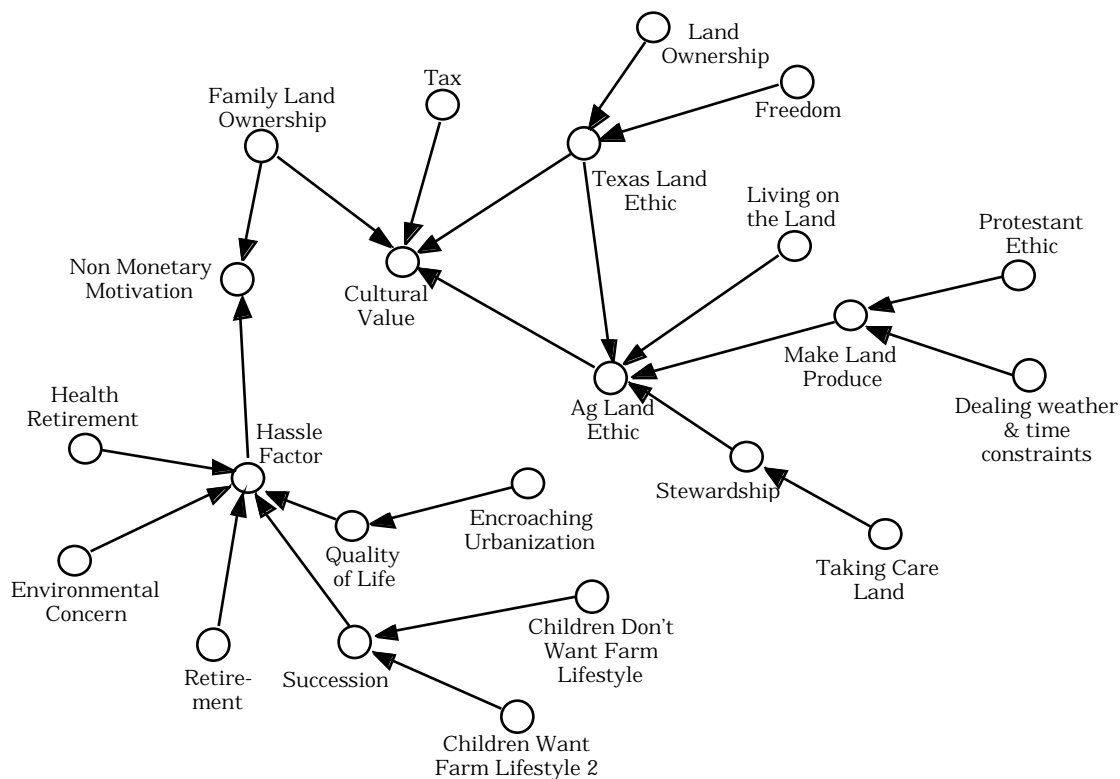 Land
Ownership
Tax
Freedom
Family Land
Ownership
Texas Land
Ethic
Living on
the Land
Protestant
Ethic
Non Monetary
Motivation
Cultural
Value
Make Land
Produce
Ag Land
Ethic
Dealing weather
& time
constraints
Health
Retirement
Hassle
Factor
Stewardship
Encroaching
Urbanization
Quality
of Life
Taking Care
Land
Environmental
Concern
Children Don't
Want Farm
Lifestyle
Retire-
ment
Succession
Children Want
Farm Lifestyle 2